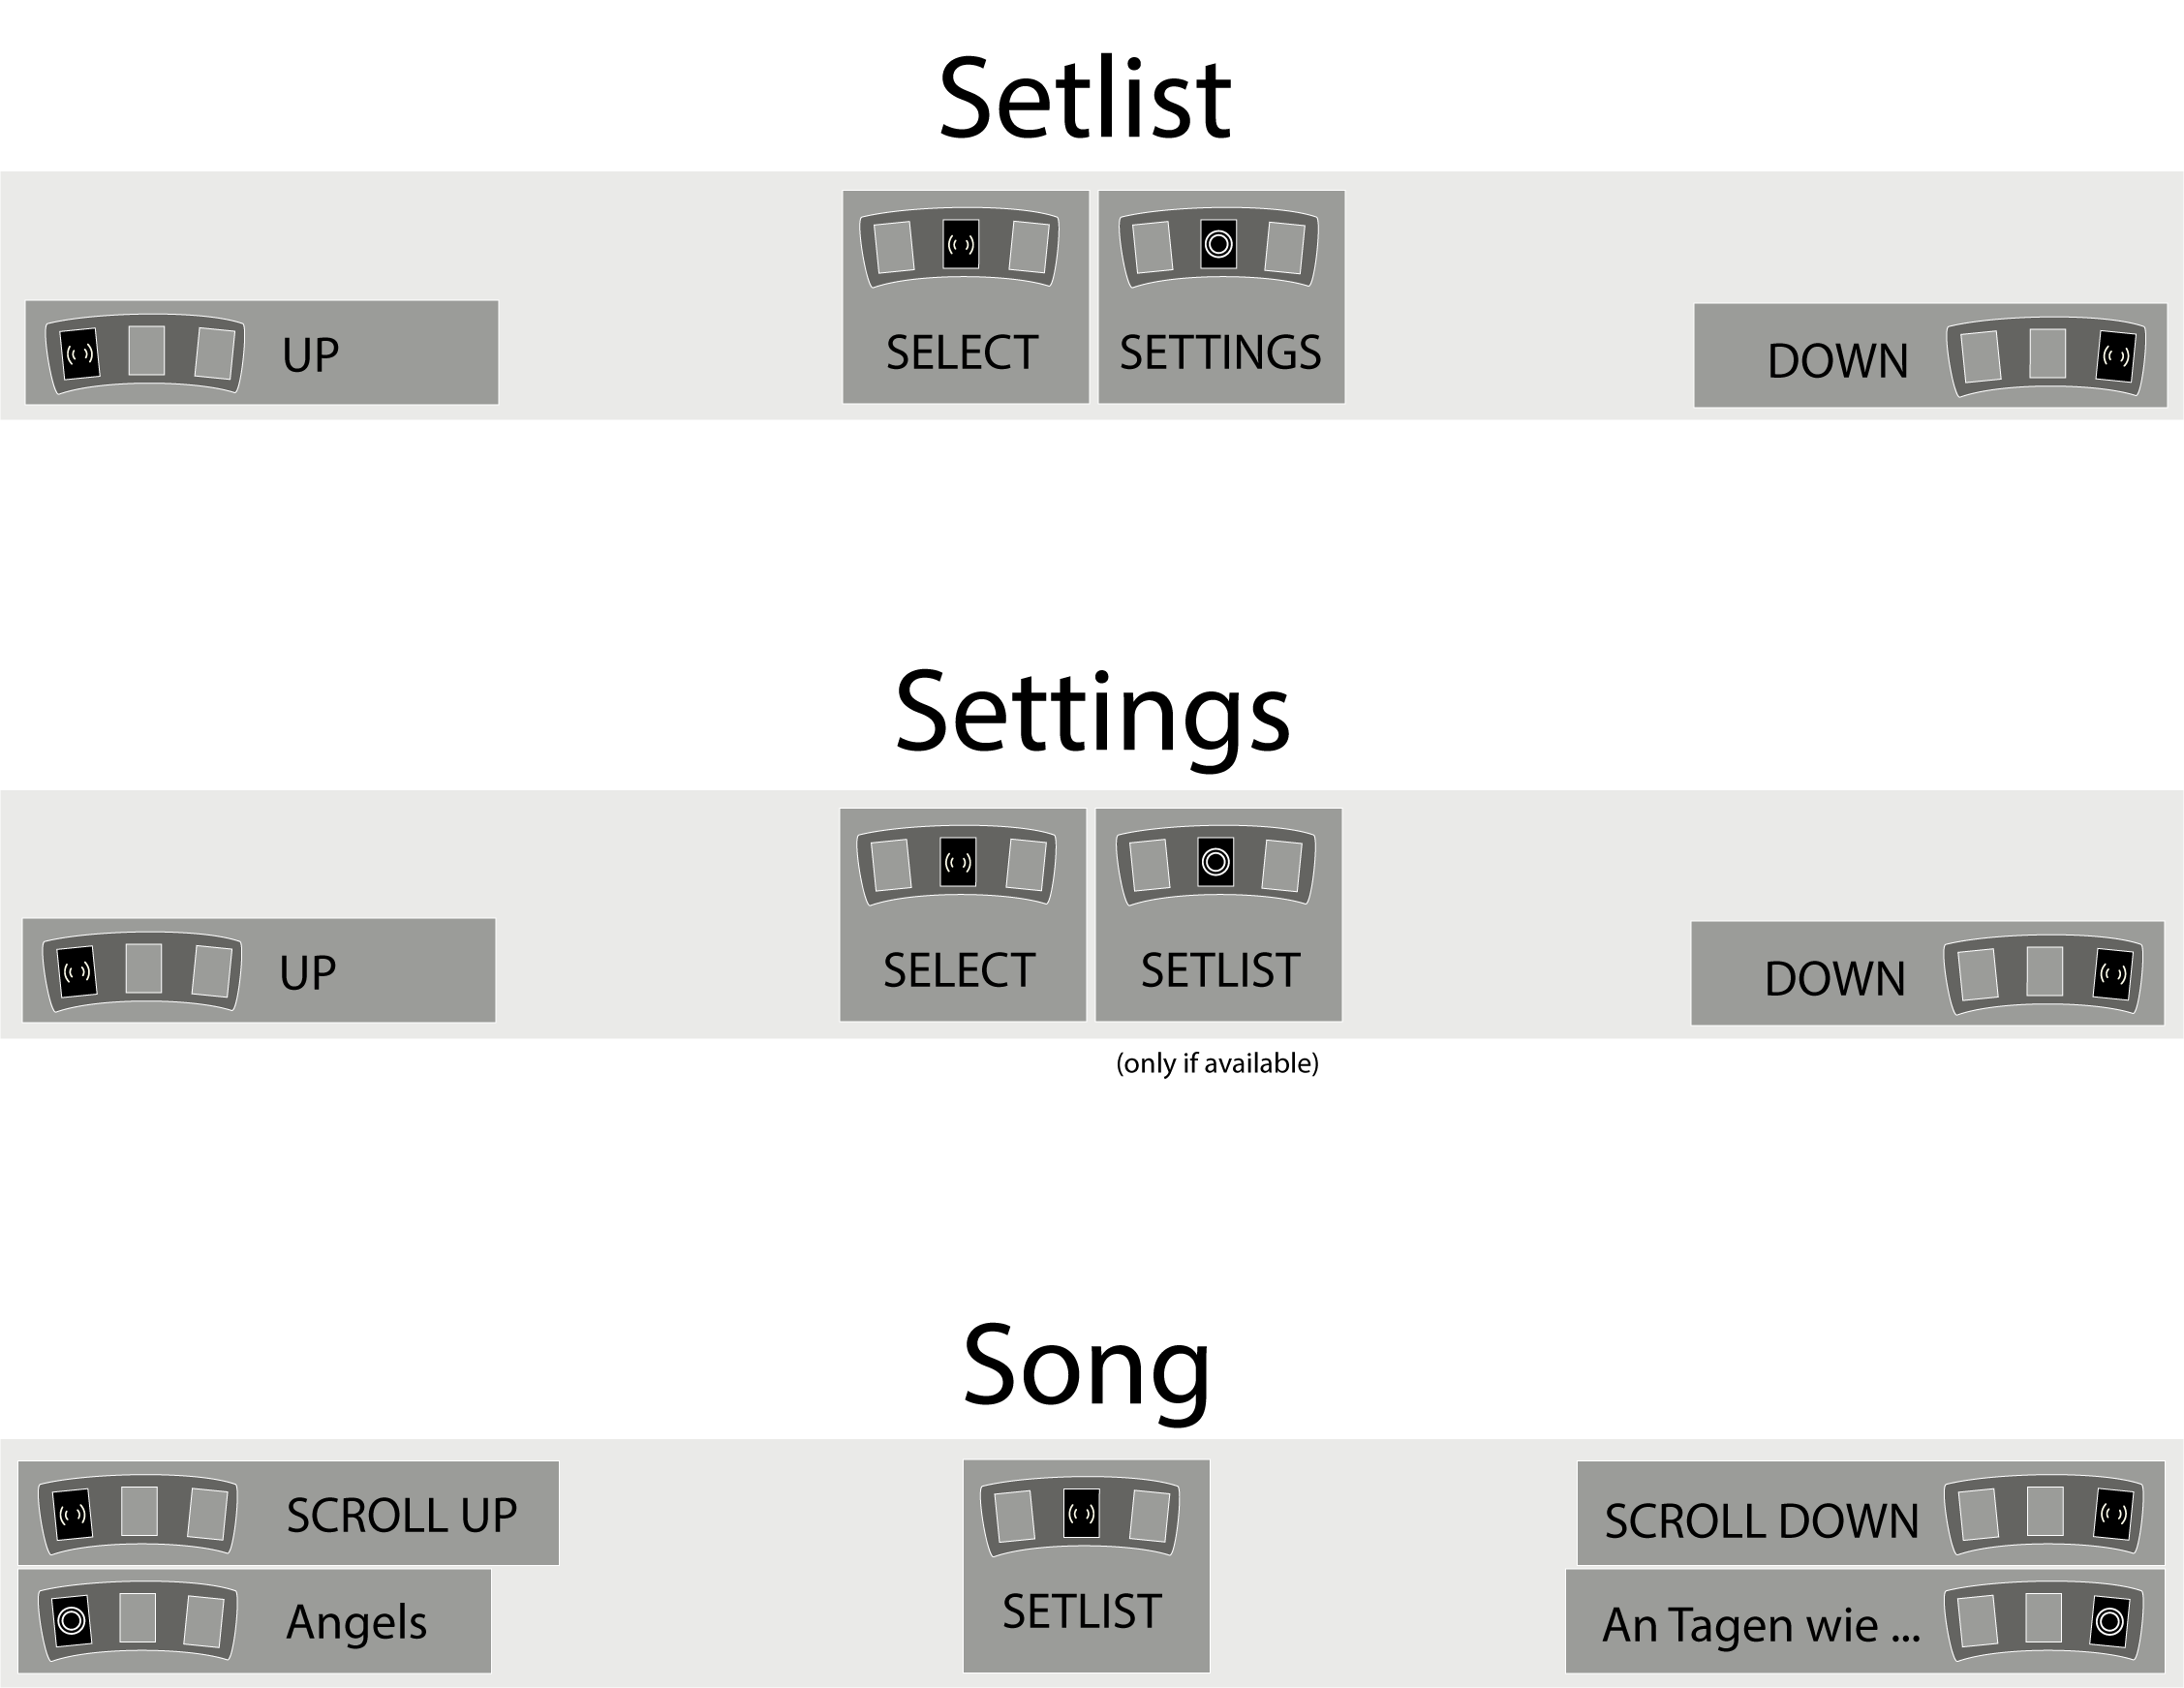 Setlist
UP
SELECT
SETTINGS
DOWN
Settings
UP
SELECT
SETLIST
DOWN
(only if available)
Song
SCROLL UP
Angels
SETLIST
SCROLL DOWN
An Tagen wie ...